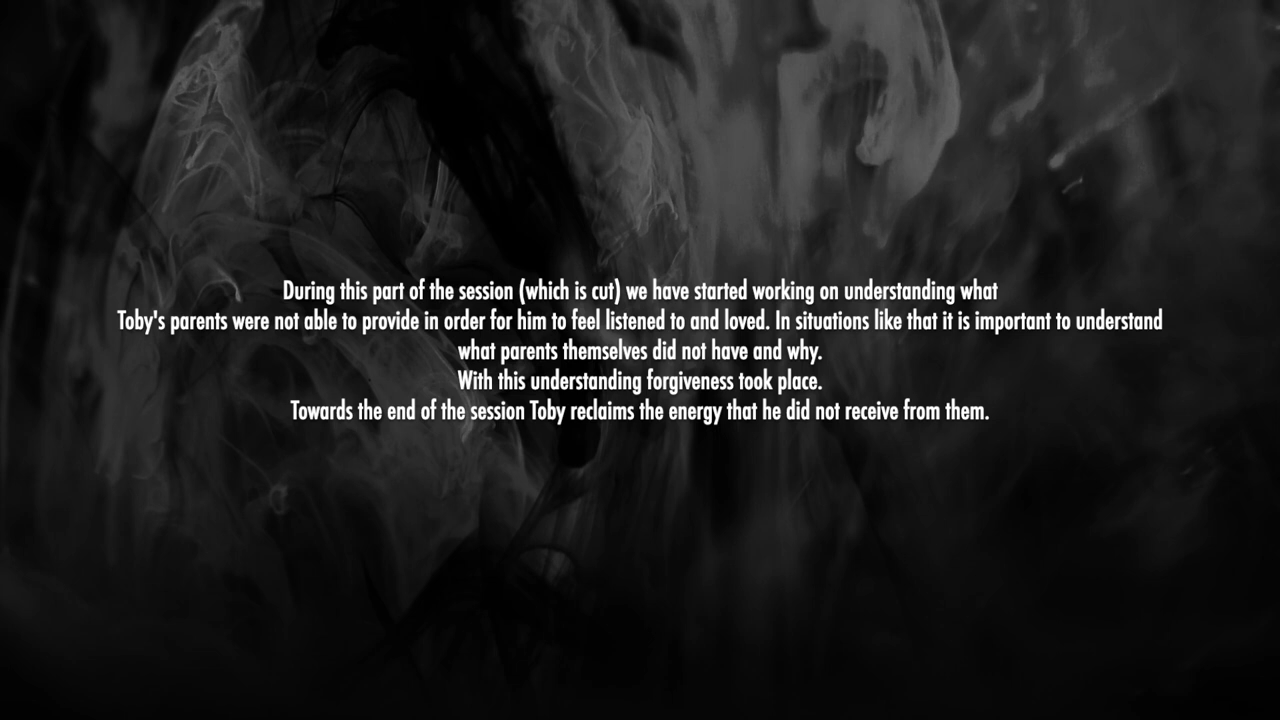 During this part of the session (which is cut) we have started working on understanding what
Toby's parents were not able to provide in order for him to feel listened to and loved. In situations like that it is important to understand
what parents themselves did not have and why.
With this understanding forgiveness took place.
Towards the end of the session Toby reclaims the energy that he did not receive from them.